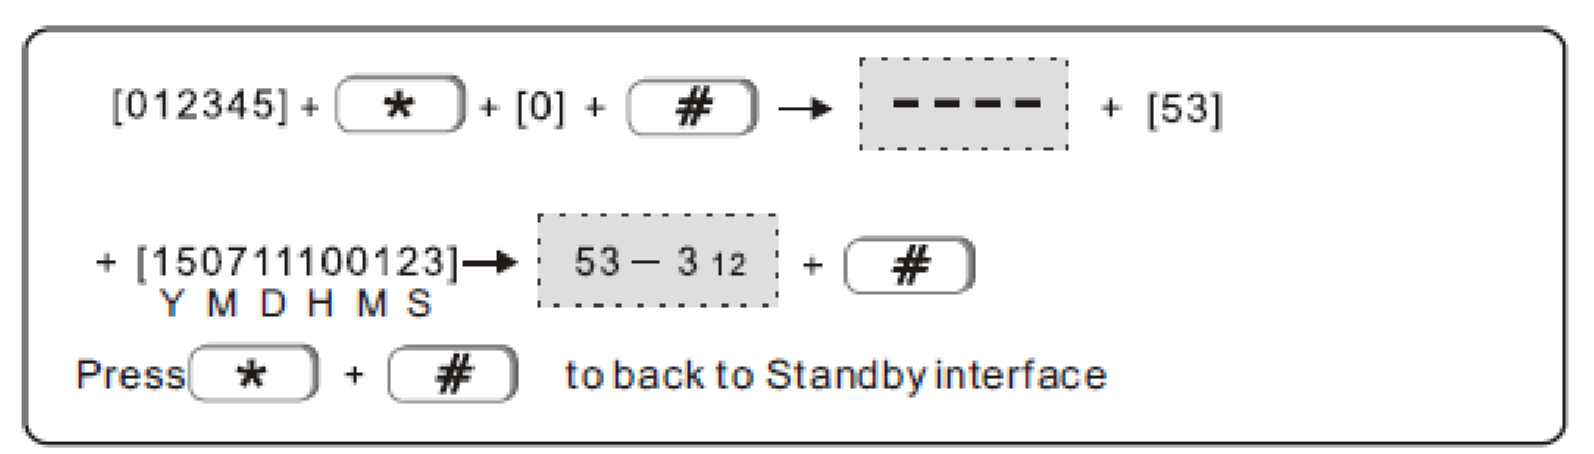 [012345] + * + [0] + # → – – – – + [53]
+ [150711100123] → 53 – 3 12 + #
Y M D H M S
Press * + # to back to Standby interface